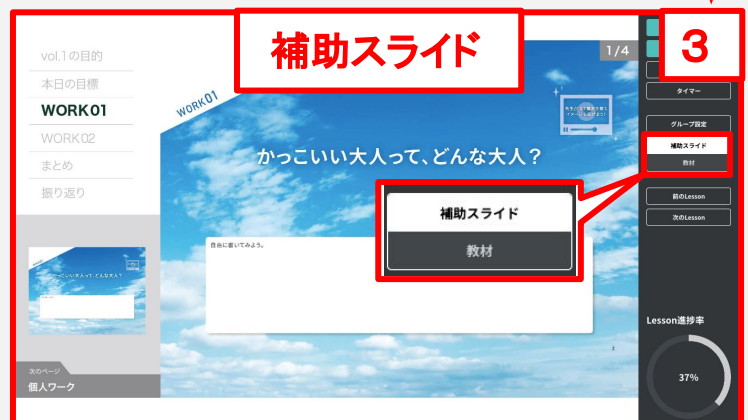 補助スライド
3
vol.1の目的
本日の目標
WORK01
WORK02
まとめ
振り返り
次のページ
個人ワーク
WORK01
1/4
かっこいい大人って、どんな大人？
自由に書いてみよう。
補助スライド
教材
タイマー
グループ設定
補助スライド
教材
前のLesson
次のLesson
Lesson進捗率
37%